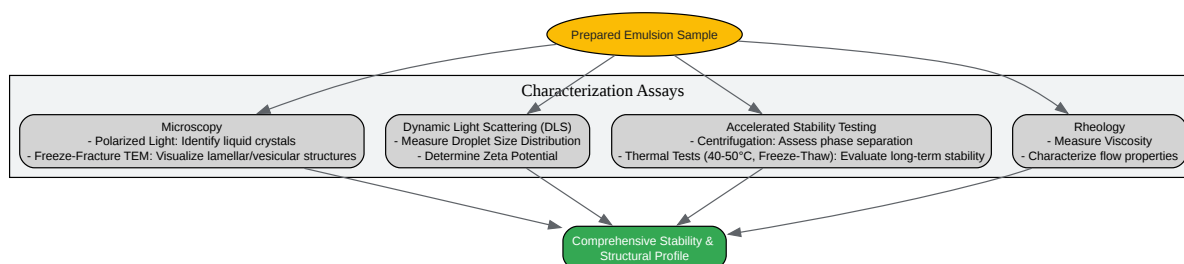 Prepared Emulsion Sample
Characterization Assays
Microscopy
- Polarized Light: Identify liquid crystals
- Freeze-Fracture TEM: Visualize lamellar/vesicular structures
Dynamic Light Scattering (DLS)
- Measure Droplet Size Distribution
- Determine Zeta Potential
Accelerated Stability Testing
- Centrifugation: Assess phase separation
- Thermal Tests (40-50°C, Freeze-Thaw): Evaluate long-term stability
Rheology
- Measure Viscosity
- Characterize flow properties
Comprehensive Stability &
Structural Profile